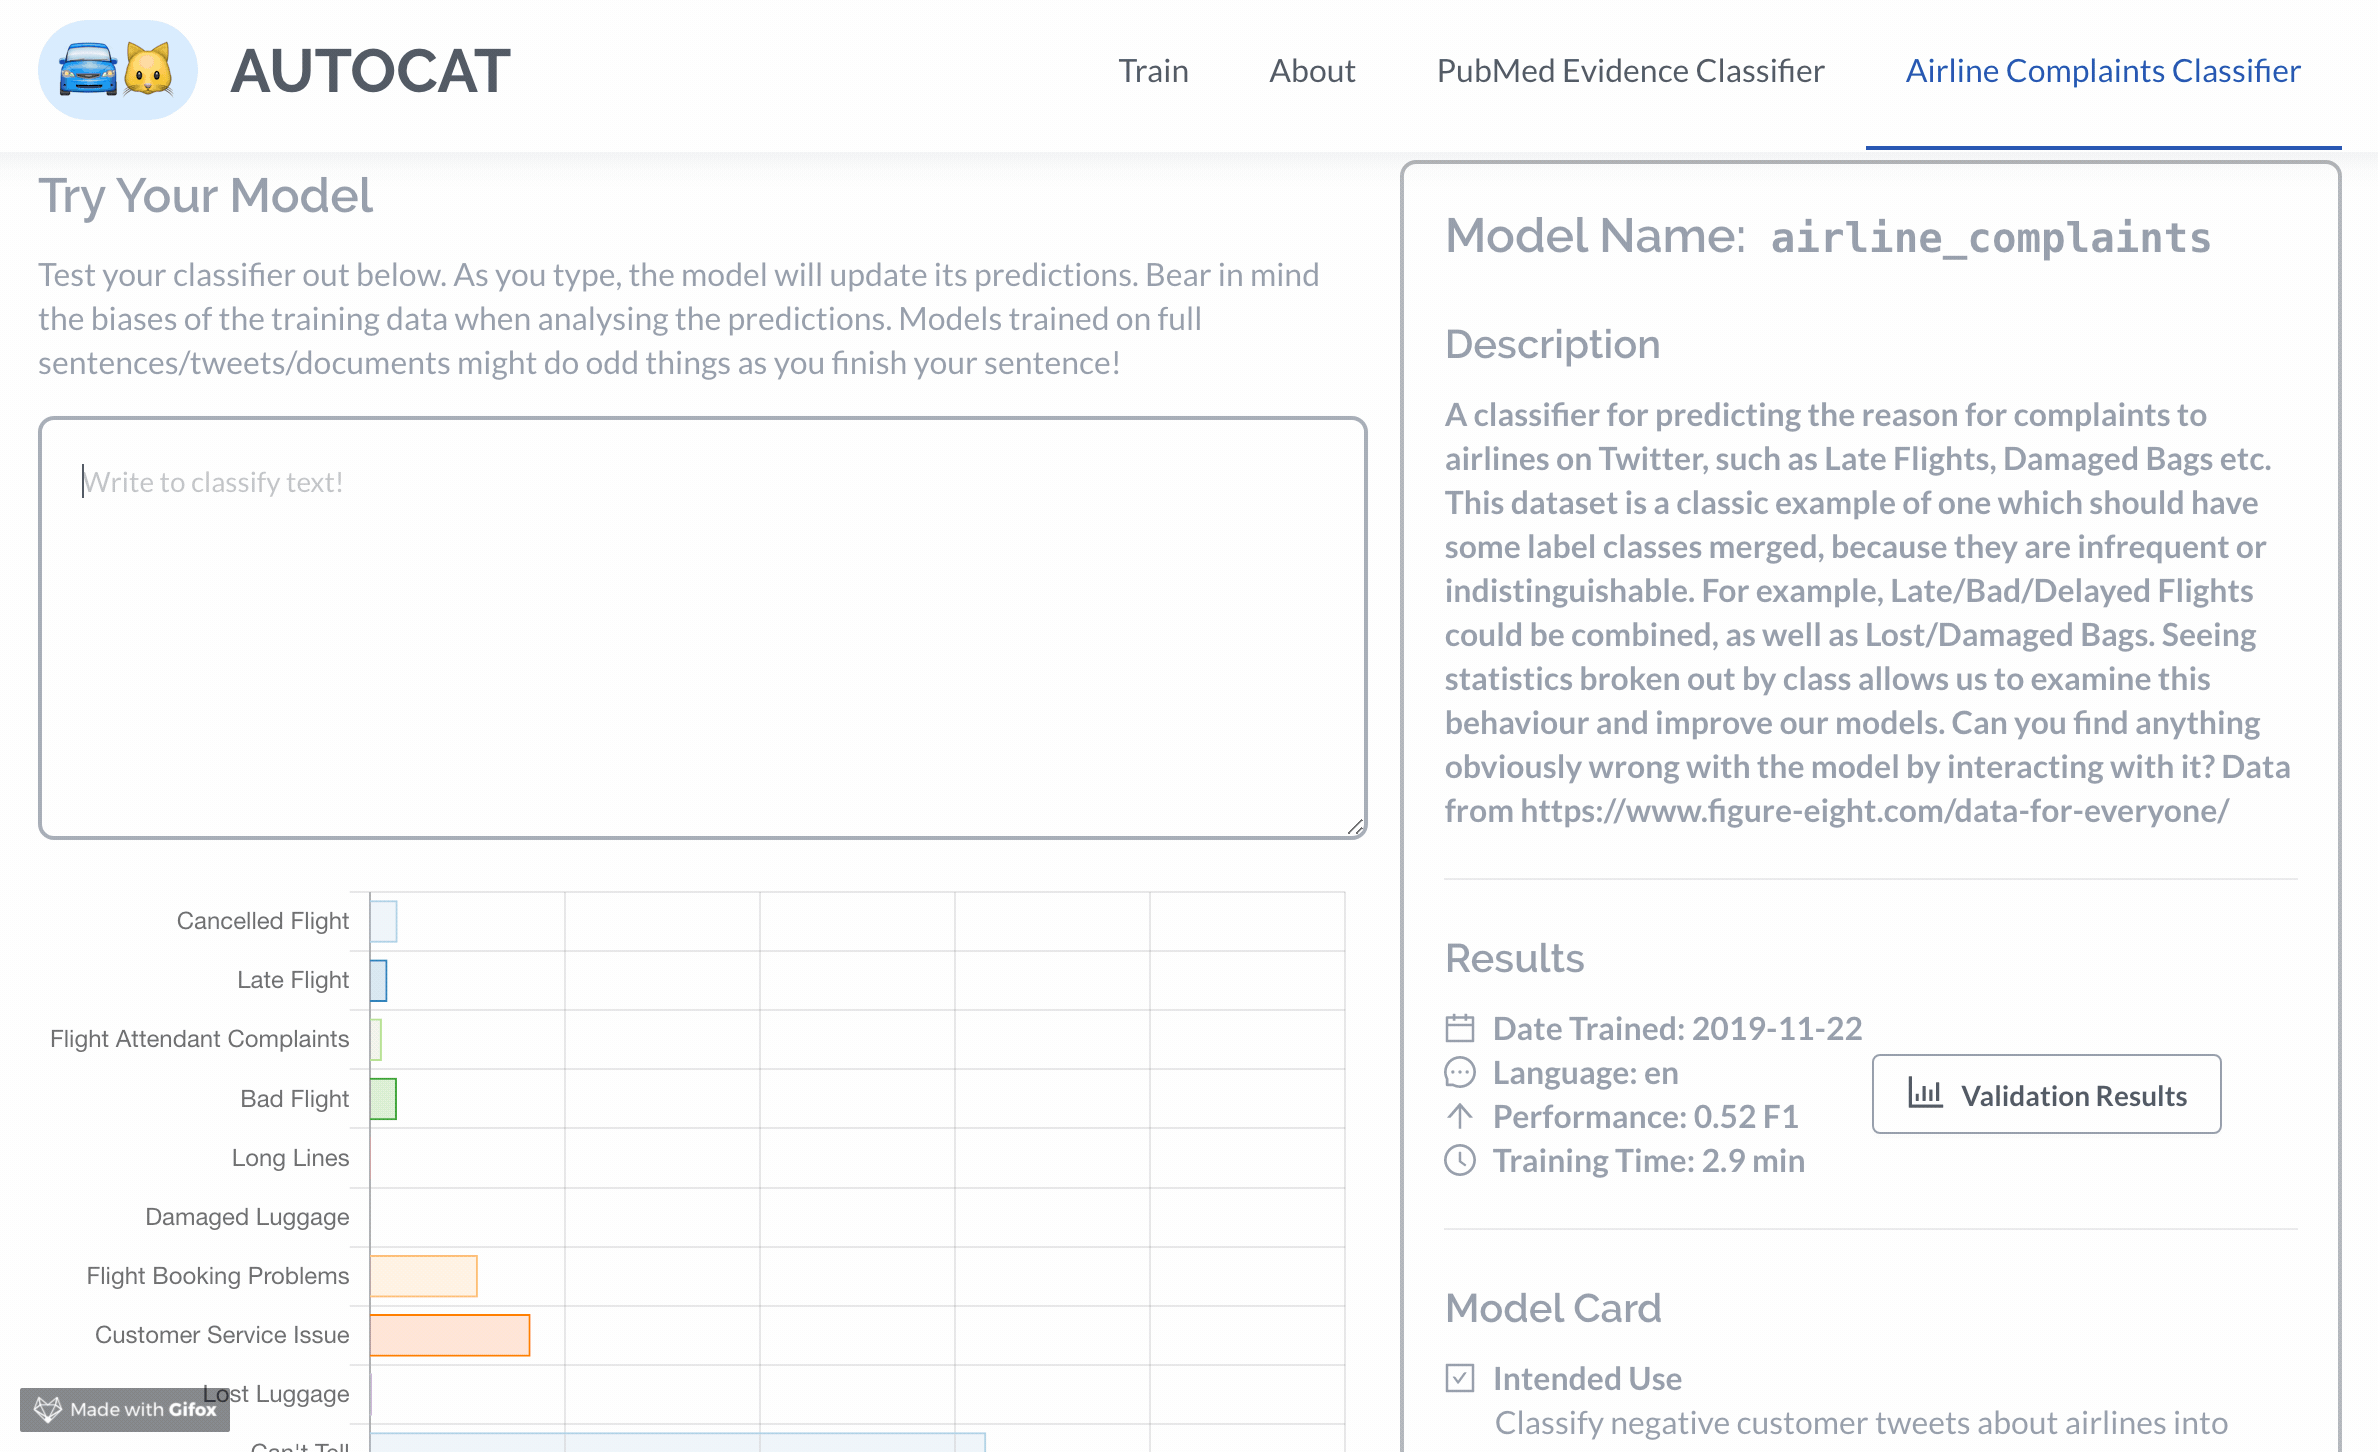 AUTOCAT
Train
About
PubMed Evidence Classifier
Airline Complaints Classifier
Try Your Model
Test your classifier out below. As you type, the model will update its predictions. Bear in mind
the biases of the training data when analysing the predictions. Models trained on full
sentences/tweets/documents might do odd things as you finish your sentence!
Write to classify text!
Cancelled Flight
Late Flight
Flight Attendant Complaints
Bad Flight
Long Lines
Damaged Luggage
Flight Booking Problems
Customer Service Issue
Lost Luggage
Can't Tell
Made with Gifox
Model Name: airline_complaints
Description
A classifier for predicting the reason for complaints to
airlines on Twitter, such as Late Flights, Damaged Bags etc.
This dataset is a classic example of one which should have
some label classes merged, because they are infrequent or
indistinguishable. For example, Late/Bad/Delayed Flights
could be combined, as well as Lost/Damaged Bags. Seeing
statistics broken out by class allows us to examine this
behaviour and improve our models. Can you find anything
obviously wrong with the model by interacting with it? Data
from https://www.figure-eight.com/data-for-everyone/
Results
Date Trained: 2019-11-22
Language: en
Performance: 0.52 F1
Training Time: 2.9 min
Validation Results
Model Card
Intended Use
Classify negative customer tweets about airlines into